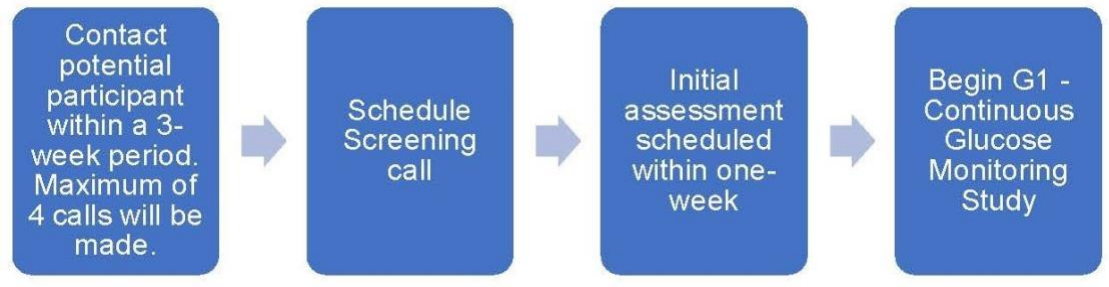 Contact
potential
participant
within a 3-
week period.
Maximum of
4 calls will be
made.
Schedule
Screening
call
Initial
assessment
scheduled
within one-
week
Begin G1 -
Continuous
Glucose
Monitoring
Study